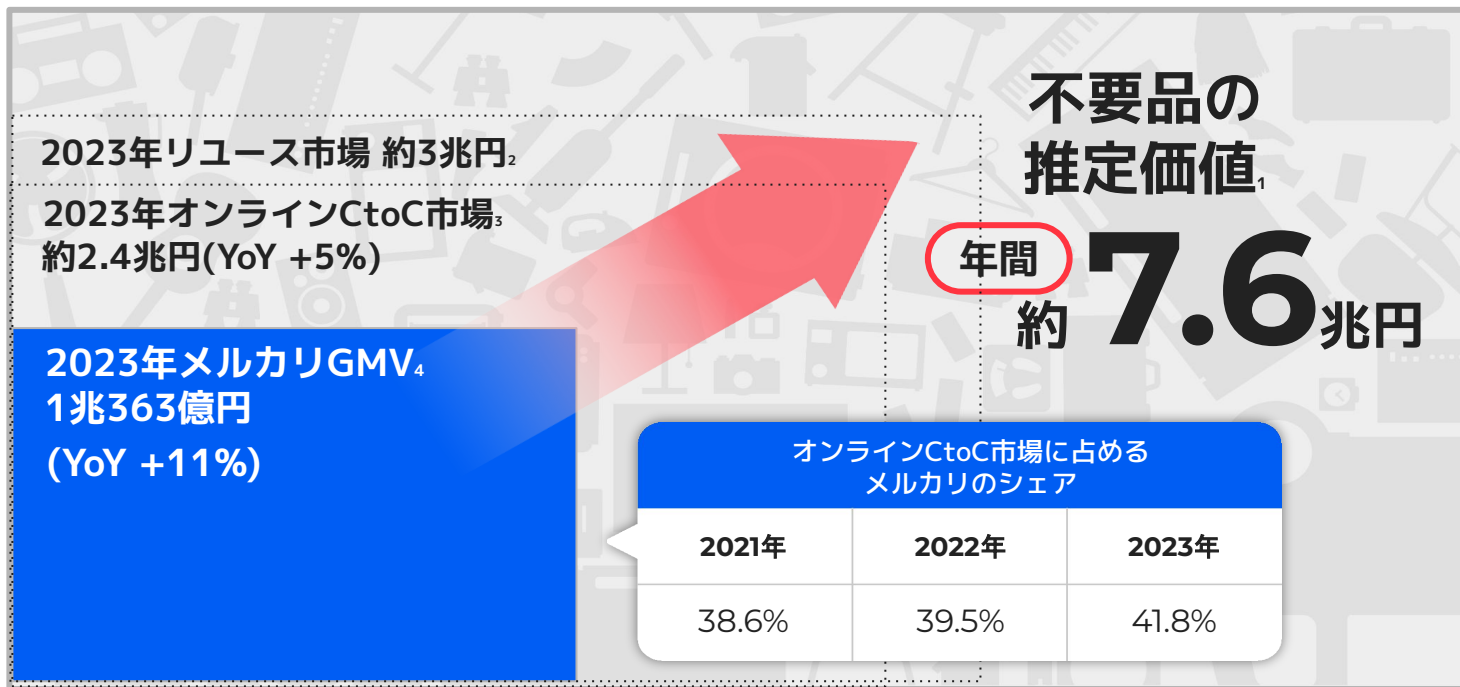 不要品の
推定価値1
年間
約 7.6兆円
2023年リユース市場 約3兆円2
2023年オンラインCtoC市場3
約2.4兆円(YoY +5%)
2023年メルカリGMV4
1兆363億円
(YoY +11%)
オンラインCtoC市場に占める
メルカリのシェア
2021年 2022年 2023年
38.6% 39.5% 41.8%